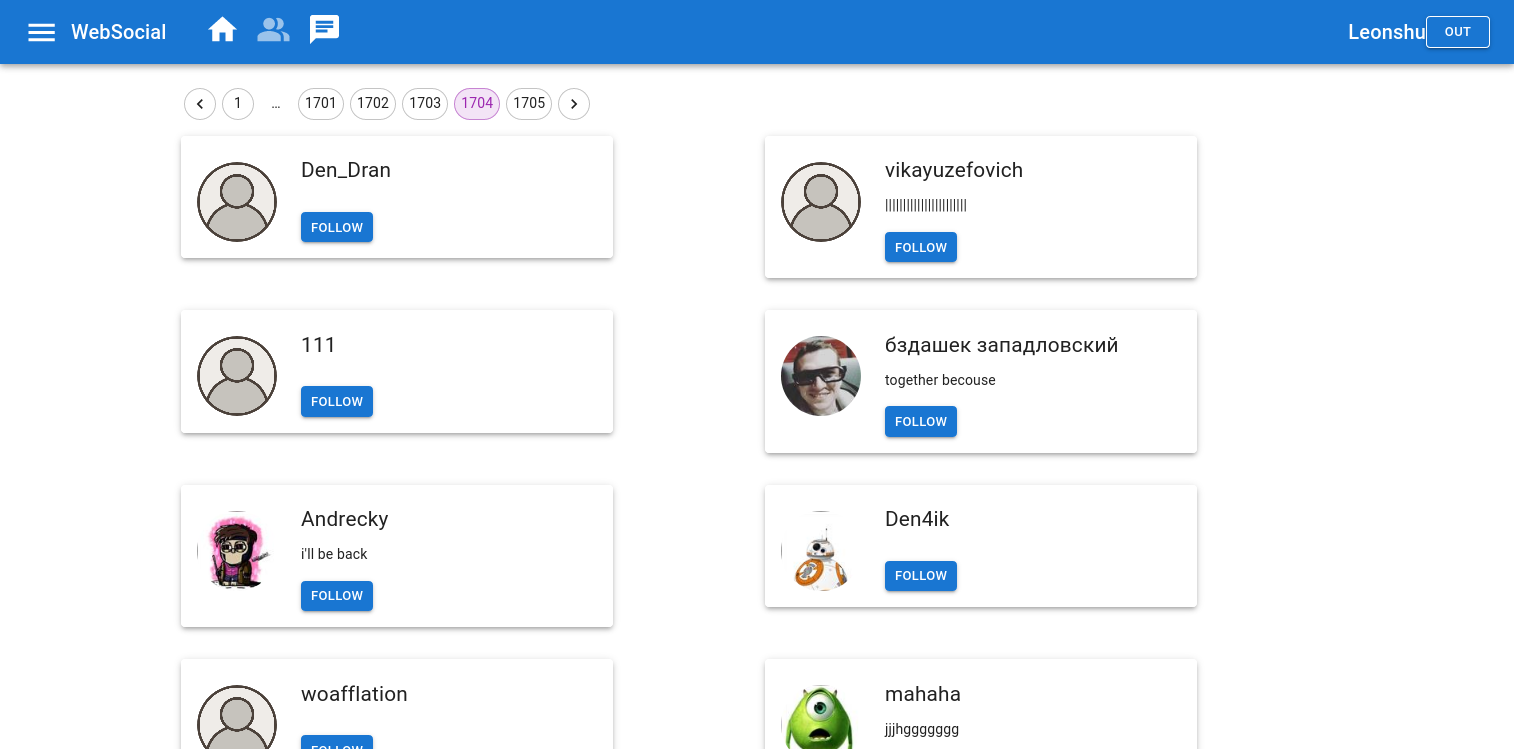 WebSocial
Leonshu
OUT
1 … 1701 1702 1703 1704 1705
Den_Dran
FOLLOW
vikayuzefovich
FOLLOW
111
FOLLOW
бздашек западловский
together becouse
FOLLOW
Andrecky
i'll be back
FOLLOW
Den4ik
FOLLOW
woafflation
FOLLOW
mahaha
jjjhggggggg